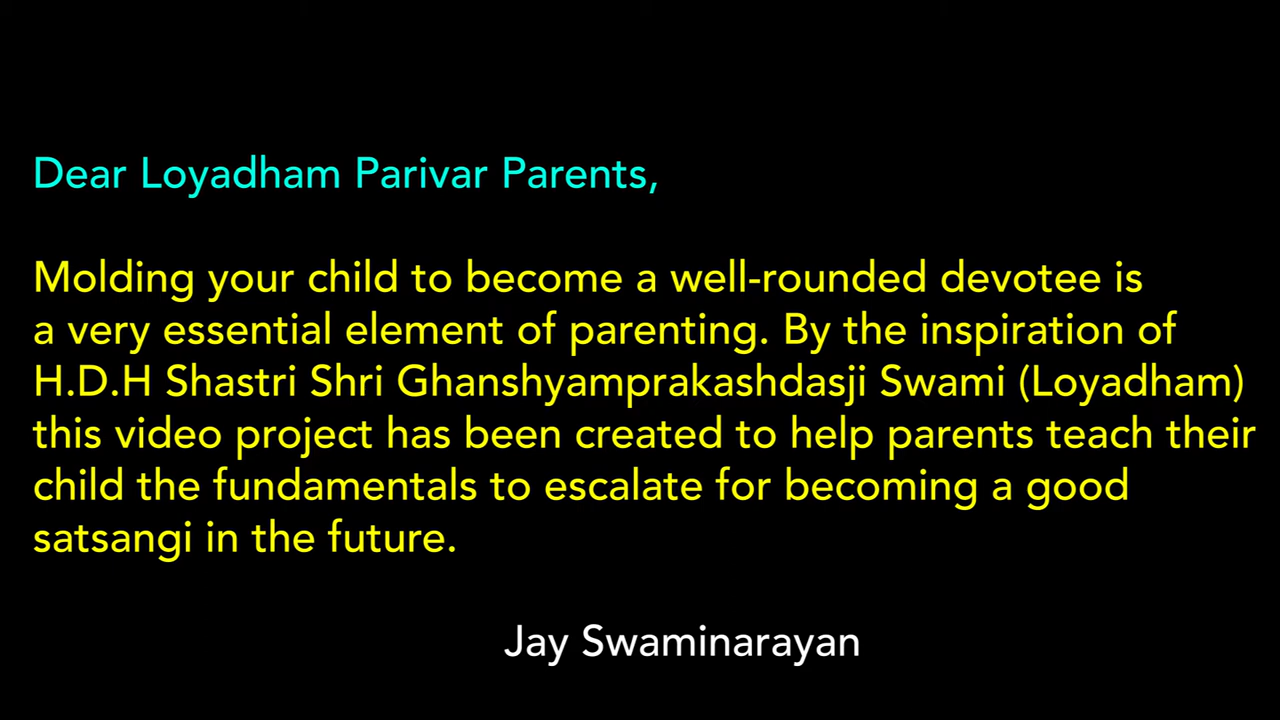 Dear Loyadham Parivar Parents,
Molding your child to become a well-rounded devotee is
a very essential element of parenting. By the inspiration of
H.D.H Shastri Shri Ghanshyamprakashdasji Swami (Loyadham)
this video project has been created to help parents teach their
child the fundamentals to escalate for becoming a good
satsangi in the future.
Jay Swaminarayan